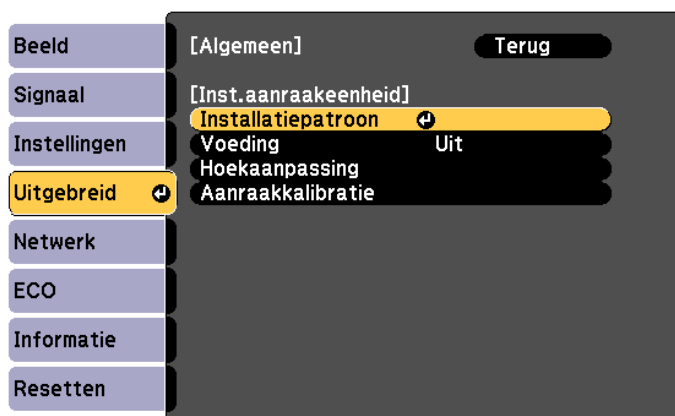 Beeld
Signaal
Instellingen
Uitgebreid
Netwerk
ECO
Informatie
Resetten
[Algemeen] Terug
[Inst.aanraakeenheid]
Installatiepatroon
Voeding Uit
Hoekaanpassing
Aanraakkalibratie